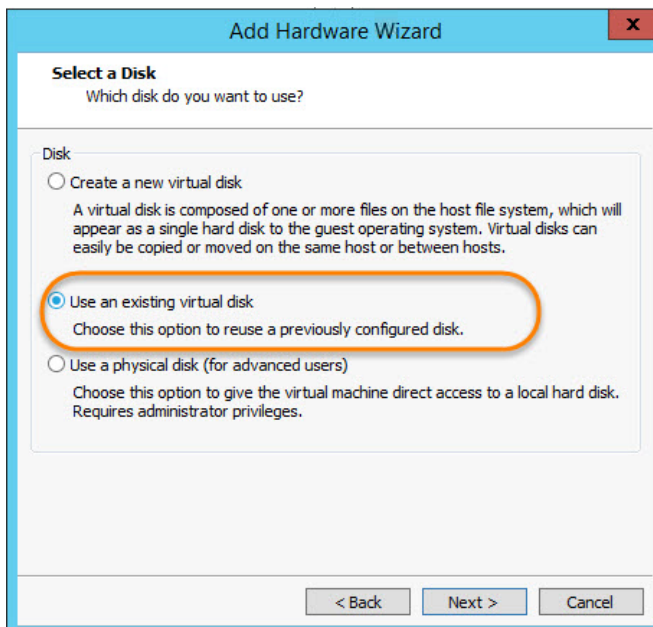 Add Hardware Wizard
x
Select a Disk
Which disk do you want to use?
Disk
Create a new virtual disk
A virtual disk is composed of one or more files on the host file system, which will
appear as a single hard disk to the guest operating system. Virtual disks can
easily be copied or moved on the same host or between hosts.
Use an existing virtual disk
Choose this option to reuse a previously configured disk.
Use a physical disk (for advanced users)
Choose this option to give the virtual machine direct access to a local hard disk.
Requires administrator privileges.
< Back Next > Cancel